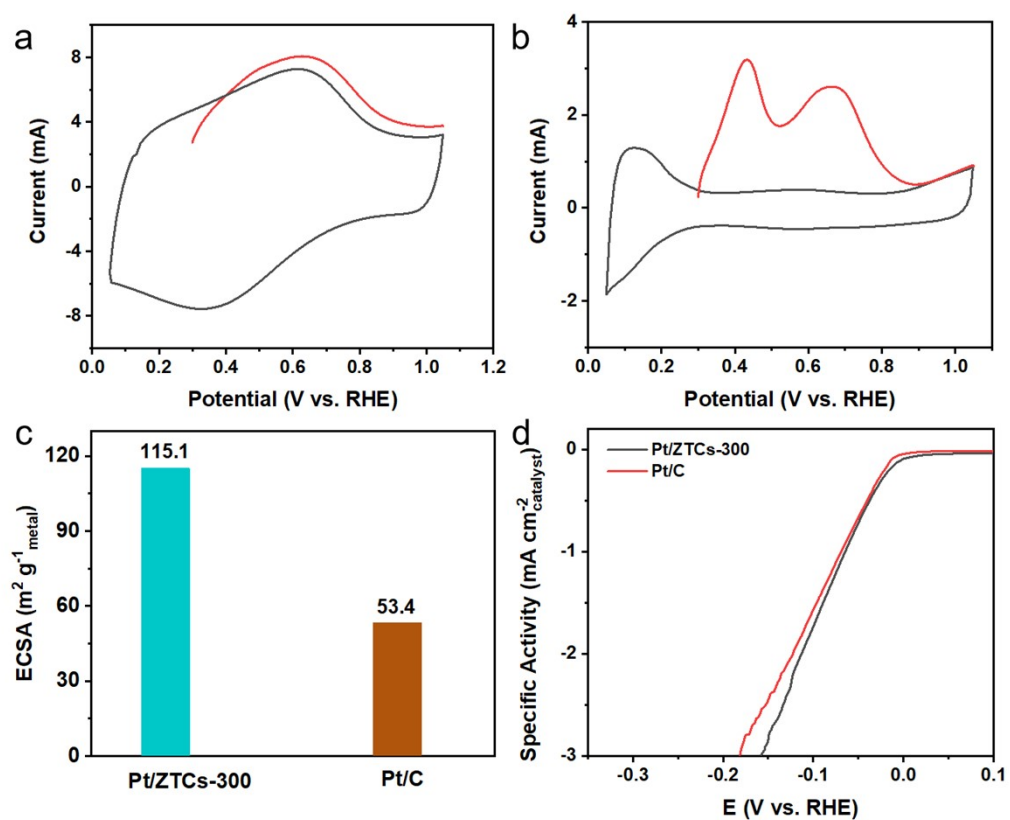 a
8
4
0
-4
-8
Current (mA)
0.0 0.2 0.4 0.6 0.8 1.0 1.2
Potential (V vs. RHE)
b
4
2
0
-2
Current (mA)
0.0 0.2 0.4 0.6 0.8 1.0
Potential (V vs. RHE)
c
120
90
60
30
0
ECSA (m² g⁻¹metal)
115.1
53.4
Pt/ZTCs-300 Pt/C
d
Pt/ZTCs-300
Pt/C
0
-1
-2
-3
Specific Activity (mA cm⁻²catalyst)
-0.3 -0.2 -0.1 0.0 0.1
E (V vs. RHE)